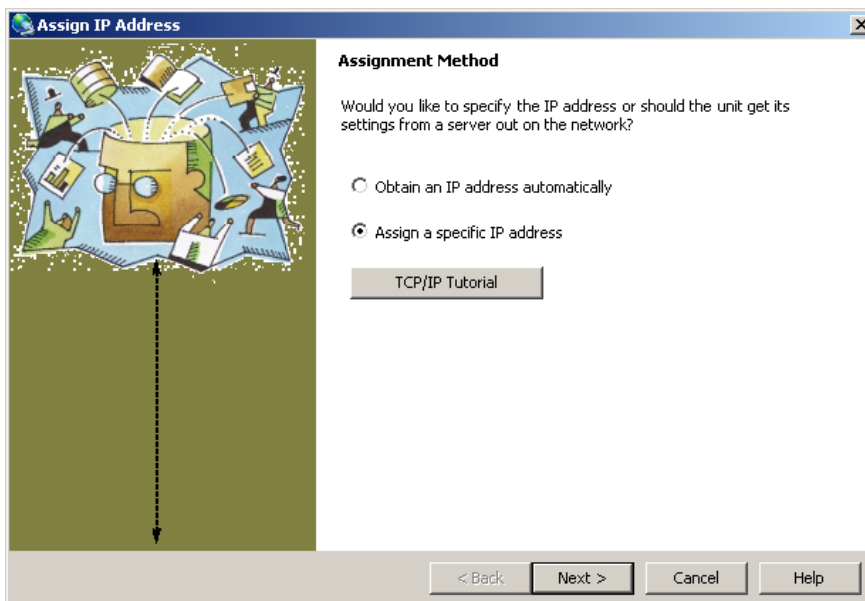 Assign IP Address
Assignment Method
Would you like to specify the IP address or should the unit get its
settings from a server out on the network?
Obtain an IP address automatically
Assign a specific IP address
TCP/IP Tutorial
< Back
Next >
Cancel
Help